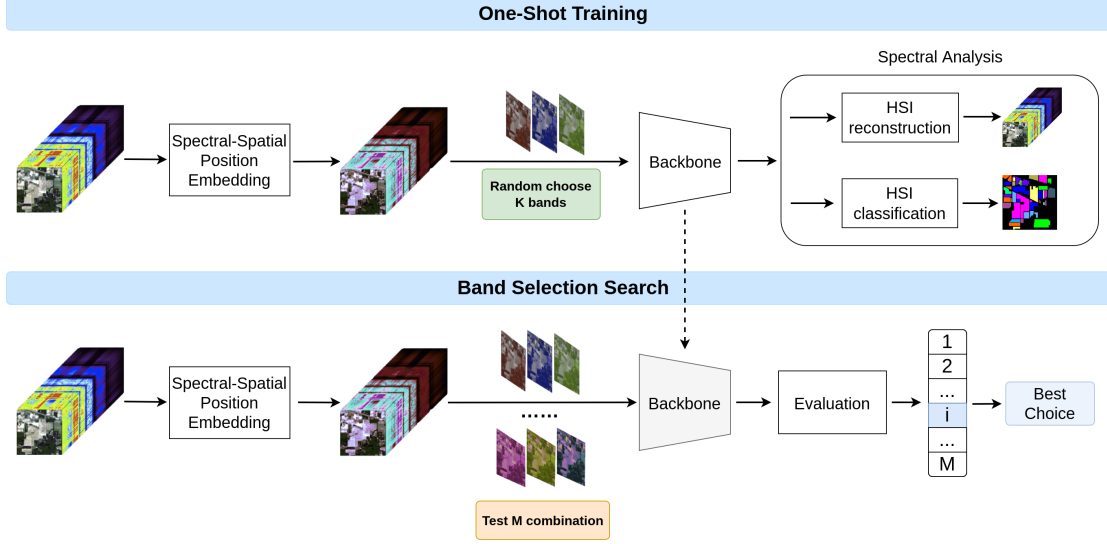 One-Shot Training
Spectral Analysis
Spectral-Spatial
Position
Embedding
Random choose
K bands
Backbone
HSI
reconstruction
HSI
classification
Band Selection Search
Spectral-Spatial
Position
Embedding
......
Test M combination
Backbone
Evaluation
1
2
...
i
...
M
Best
Choice